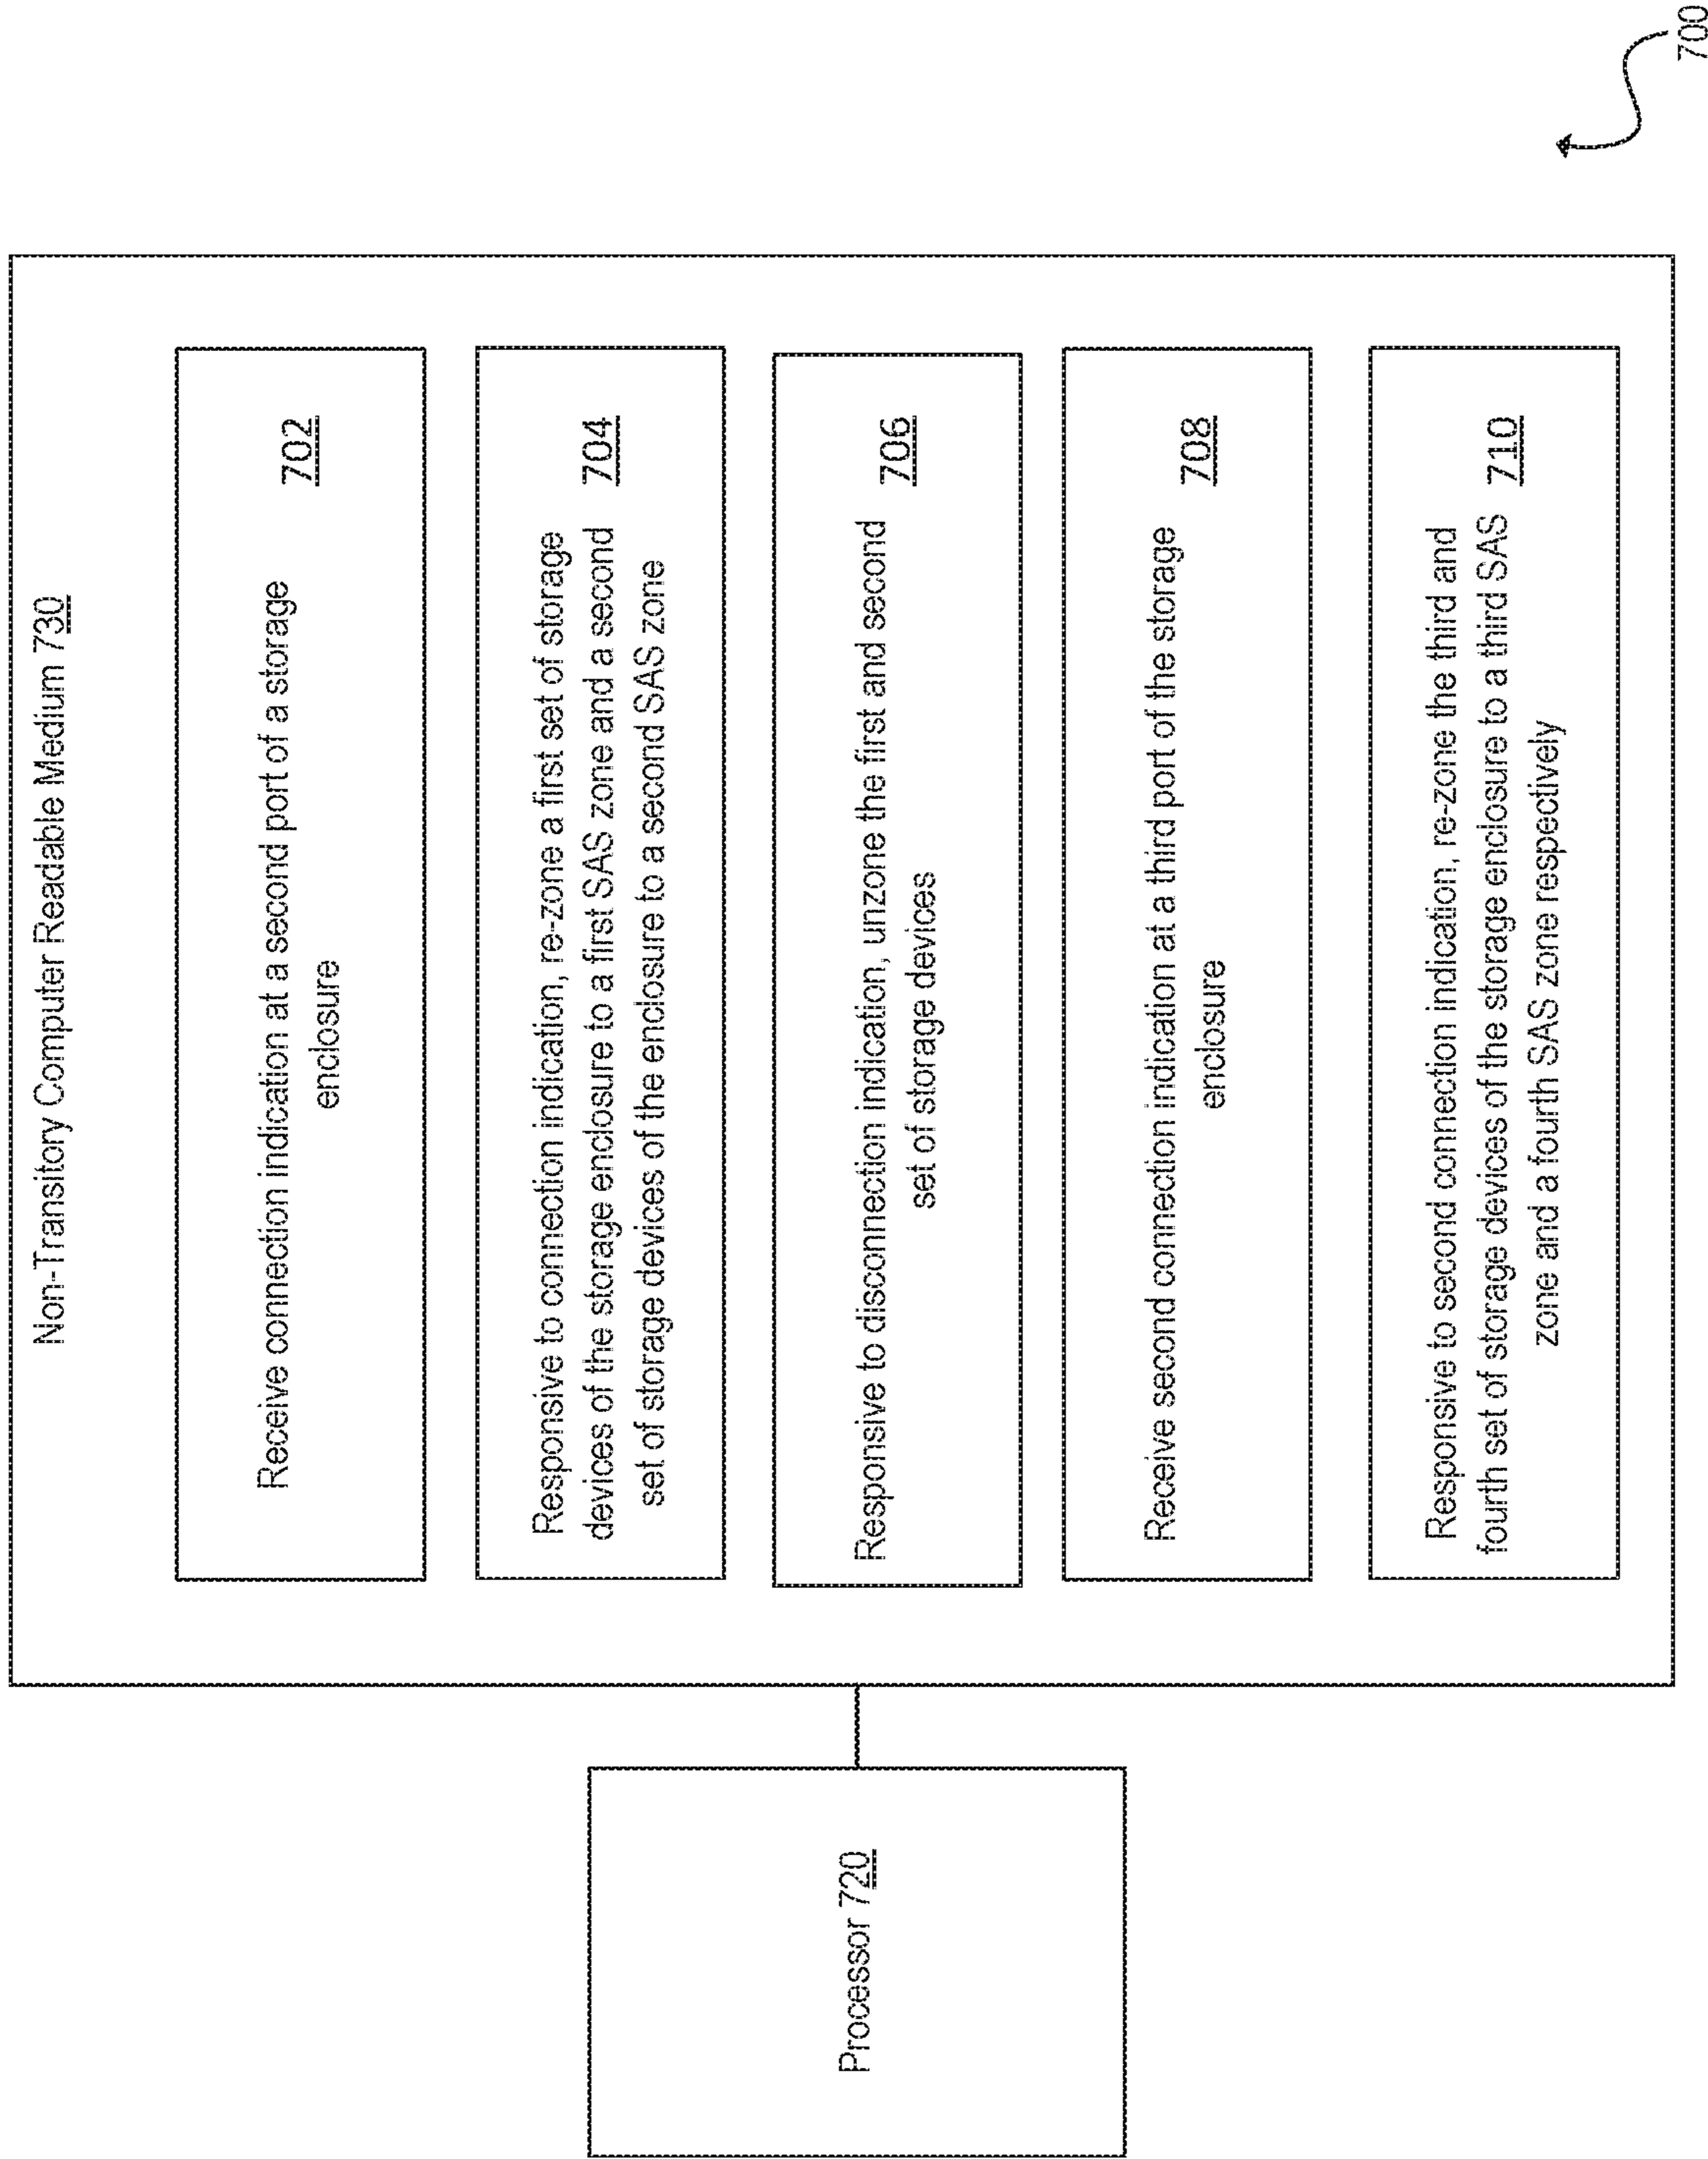 Non-Transitory Computer Readable Medium 730
Receive connection indication at a second port of a storage
enclosure
702
Responsive to connection indication, re-zone a first set of storage
devices of the storage enclosure to a first SAS zone and a second
set of storage devices of the enclosure to a second SAS zone
704
Responsive to disconnection indication, unzone the first and second
set of storage devices
706
Receive second connection indication at a third port of the storage
enclosure
708
Responsive to second connection indication, re-zone the third and
fourth set of storage devices of the storage enclosure to a third SAS
zone and a fourth SAS zone respectively
710
Processor 720
700